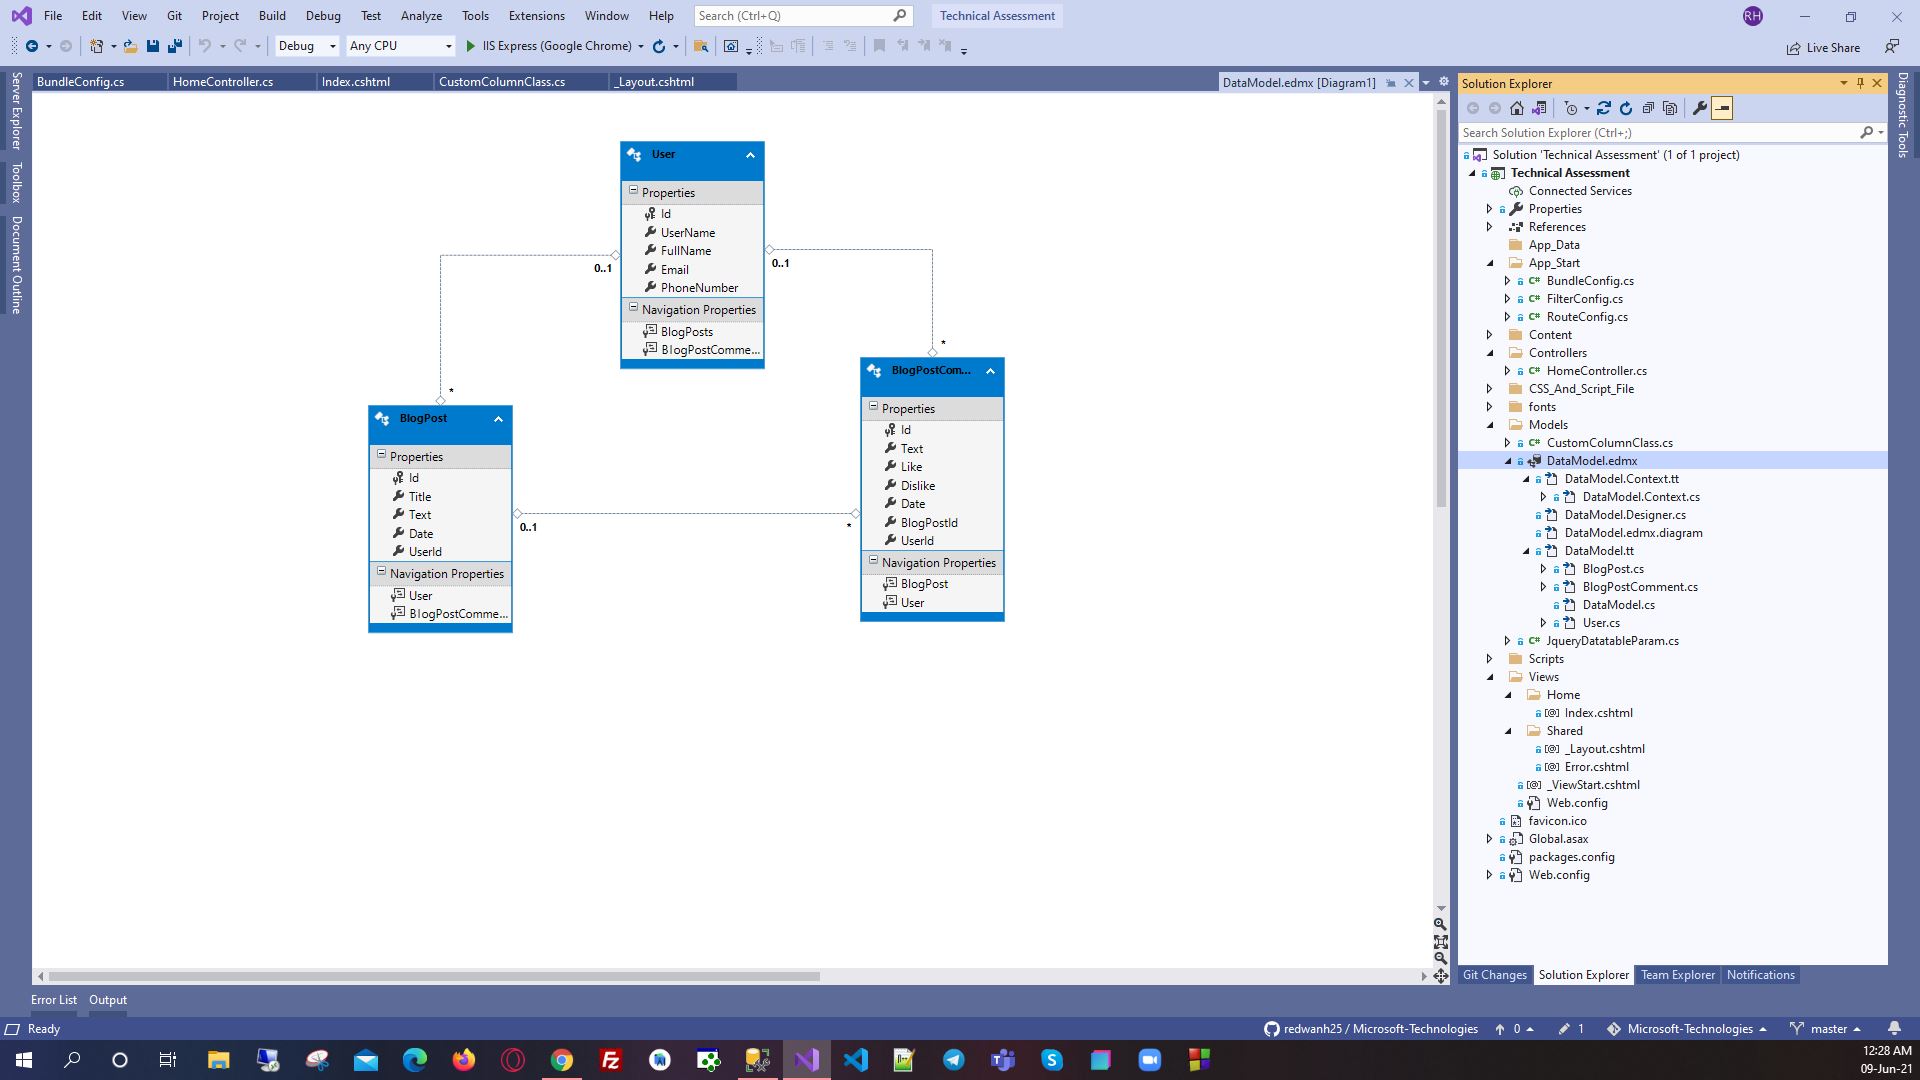 File Edit View Git Project Build Debug Test Analyze Tools Extensions Window Help Search (Ctrl+Q) Technical Assessment RH
Debug Any CPU IIS Express (Google Chrome) Live Share
BundleConfig.cs HomeController.cs Index.cshtml CustomColumnClass.cs _Layout.cshtml DataModel.edmx [Diagram1]
Server Explorer
Toolbox
Document Outline
User
Properties
Id
UserName
FullName
Email
PhoneNumber
Navigation Properties
BlogPosts
BlogPostComme...
0..1
*
0..1
*
BlogPost
Properties
Id
Title
Text
Date
UserId
Navigation Properties
User
BlogPostComme...
0..1
*
BlogPostCom...
Properties
Id
Text
Like
Dislike
Date
BlogPostId
UserId
Navigation Properties
BlogPost
User
Solution Explorer
Search Solution Explorer (Ctrl+;)
Solution 'Technical Assessment' (1 of 1 project)
Technical Assessment
Connected Services
Properties
References
App_Data
App_Start
C# BundleConfig.cs
C# FilterConfig.cs
C# RouteConfig.cs
Content
Controllers
C# HomeController.cs
CSS_And_Script_File
fonts
Models
C# CustomColumnClass.cs
DataModel.edmx
DataModel.Context.tt
DataModel.Context.cs
DataModel.Designer.cs
DataModel.edmx.diagram
DataModel.tt
BlogPost.cs
BlogPostComment.cs
DataModel.cs
User.cs
C# JqueryDatatableParam.cs
Scripts
Views
Home
[@] Index.cshtml
Shared
[@] _Layout.cshtml
[@] Error.cshtml
[@] _ViewStart.cshtml
Web.config
favicon.ico
Global.asax
packages.config
Web.config
Git Changes Solution Explorer Team Explorer Notifications
Diagnostic Tools
Error List Output
Ready redwanh25 / Microsoft-Technologies 0 1 Microsoft-Technologies master
12:28 AM
09-Jun-21